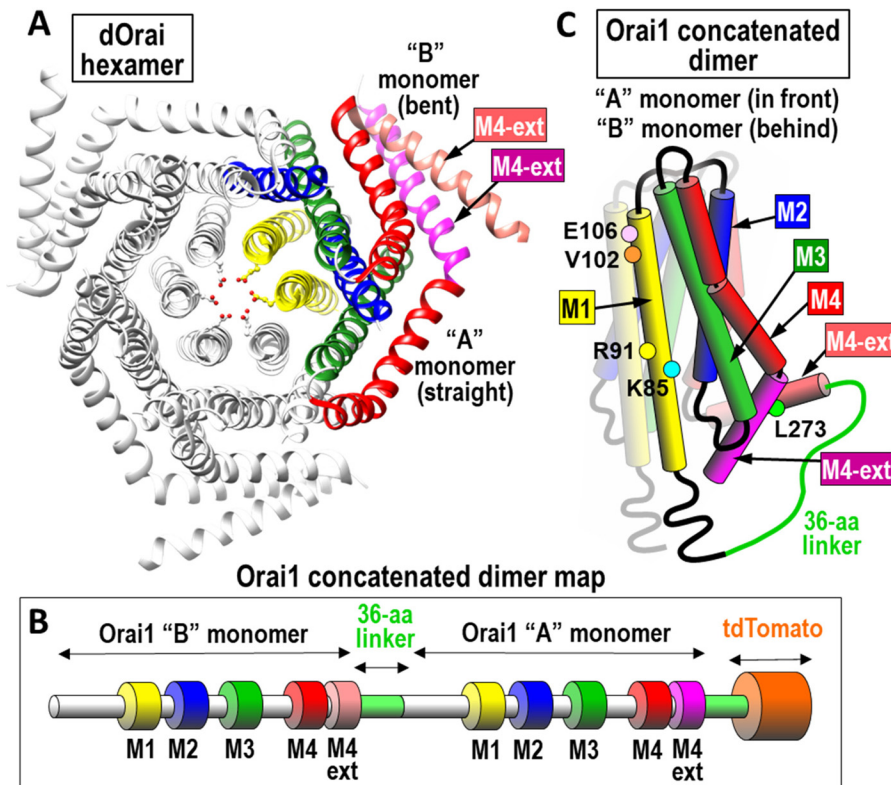 A
dOrai
hexamer
“B”
monomer
(bent)
M4-ext
M4-ext
“A”
monomer
(straight)
C
Orai1 concatenated
dimer
“A” monomer (in front)
“B” monomer (behind)
E106
V102
M2
M3
M1
M4
R91
K85
M4-ext
L273
M4-ext
36-aa
linker
Orai1 concatenated dimer map
B
Orai1 “B” monomer
36-aa
linker
Orai1 “A” monomer
tdTomato
M1
M2
M3
M4
M4
ext
M1
M2
M3
M4
M4
ext